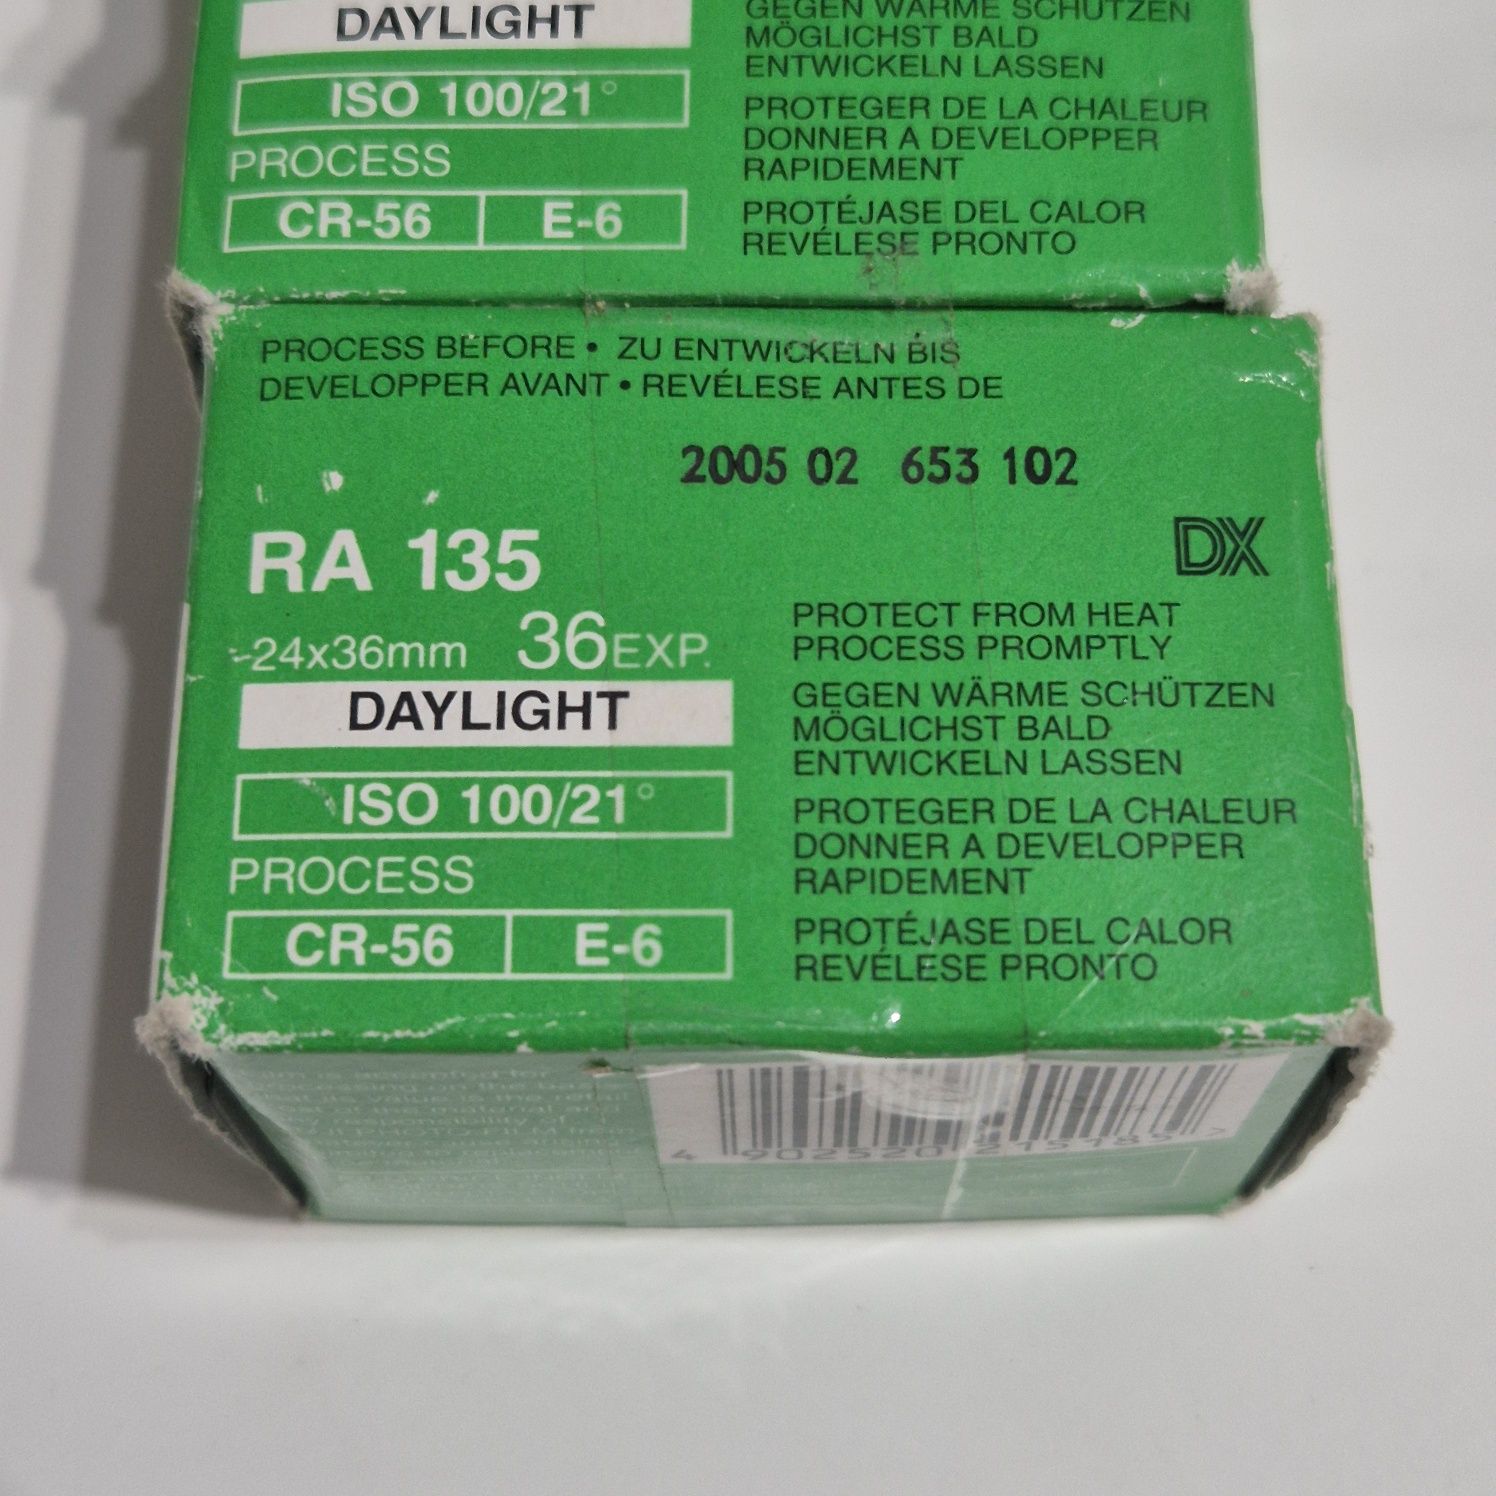 DAYLIGHT
ISO 100/21°
PROCESS
CR-56 E-6
GEGEN WÄRME SCHÜTZEN
MÖGLICHST BALD
ENTWICKELN LASSEN
PROTEGER DE LA CHALEUR
DONNER A DEVELOPPER
RAPIDEMENT
PROTÉJASE DEL CALOR
REVÉLESE PRONTO
PROCESS BEFORE • ZU ENTWICKELN BIS
DEVELOPPER AVANT • REVÉLESE ANTES DE
2005 02 653 102
RA 135
DX
24x36mm 36 EXP.
DAYLIGHT
ISO 100/21°
PROCESS
CR-56 E-6
PROTECT FROM HEAT
PROCESS PROMPTLY
GEGEN WÄRME SCHÜTZEN
MÖGLICHST BALD
ENTWICKELN LASSEN
PROTEGER DE LA CHALEUR
DONNER A DEVELOPPER
RAPIDEMENT
PROTÉJASE DEL CALOR
REVÉLESE PRONTO